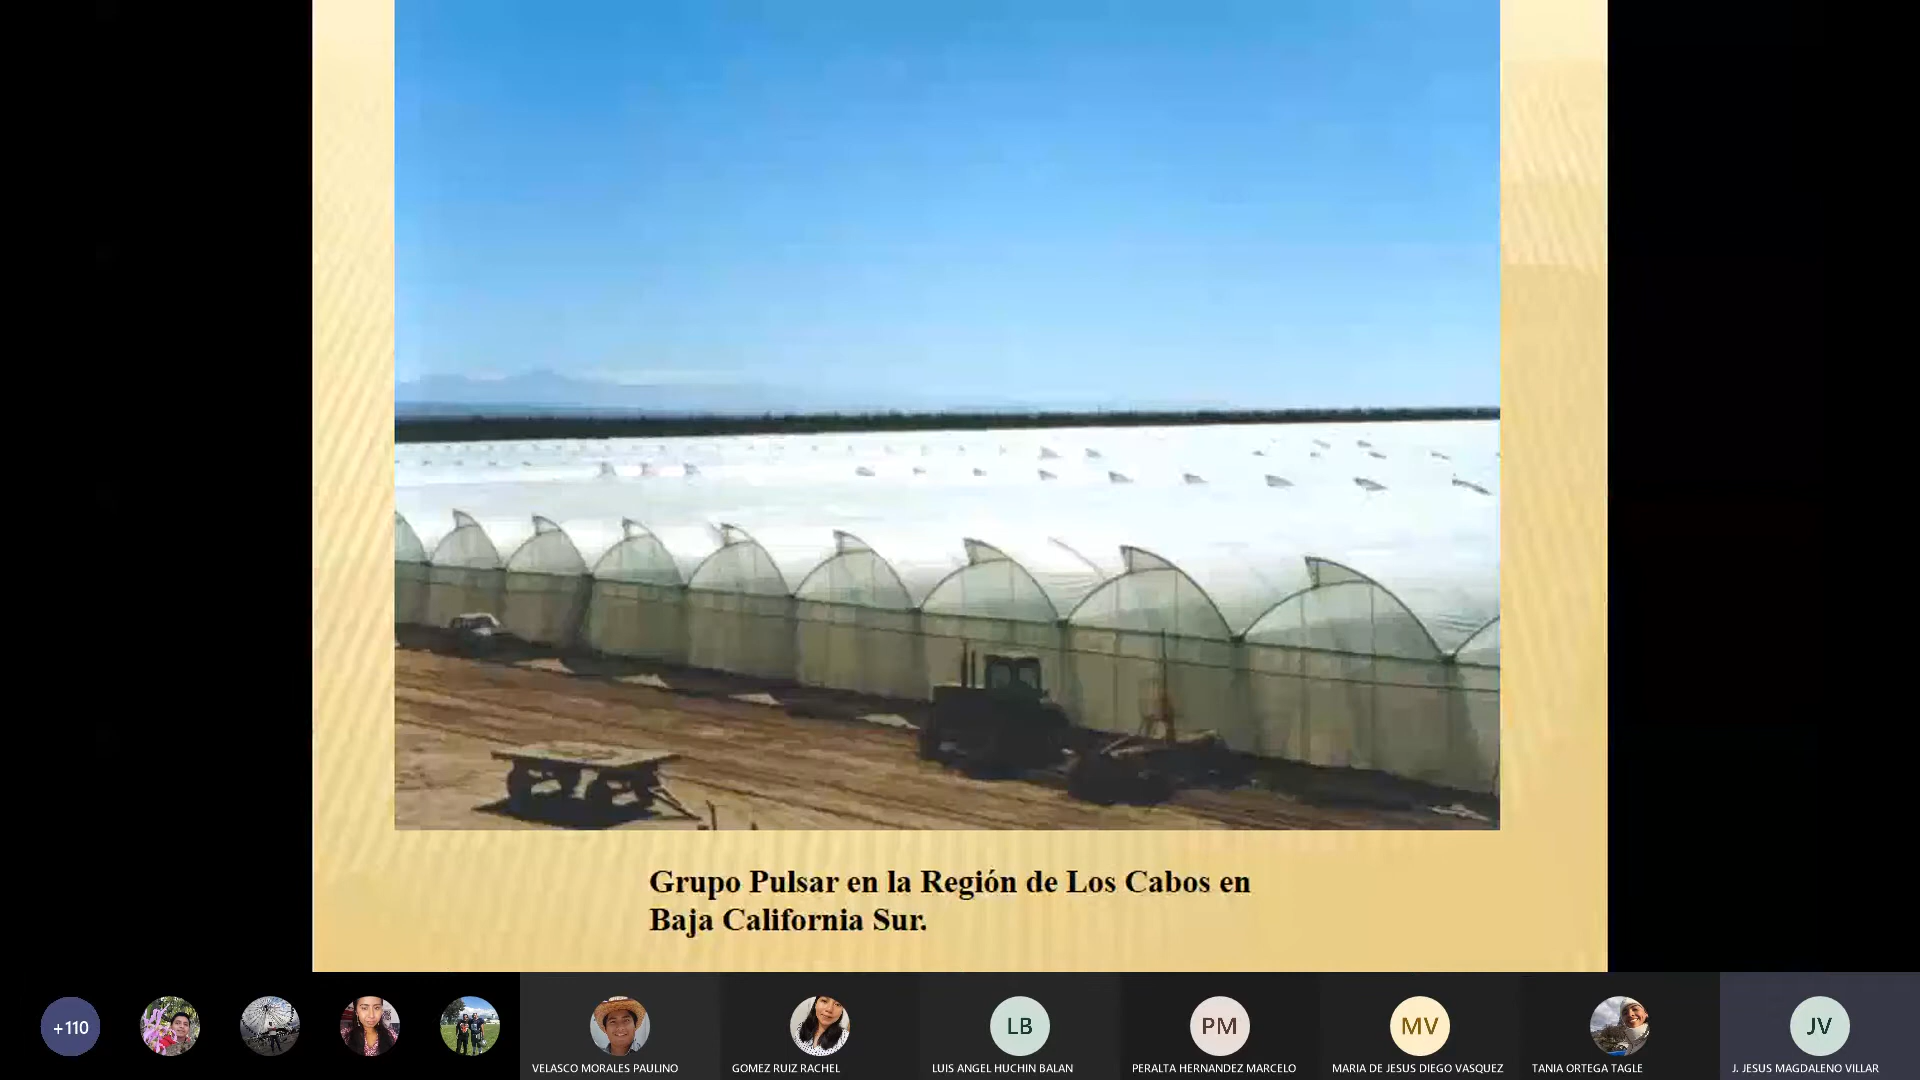 Grupo Pulsar en la Región de Los Cabos en
Baja California Sur.
+110
VELASCO MORALES PAULINO
GOMEZ RUIZ RACHEL
LB
LUIS ANGEL HUCHIN BALAN
PM
PERALTA HERNANDEZ MARCELO
MV
MARIA DE JESUS DIEGO VASQUEZ
TANIA ORTEGA TAGLE
JV
J. JESUS MAGDALENO VILLAR